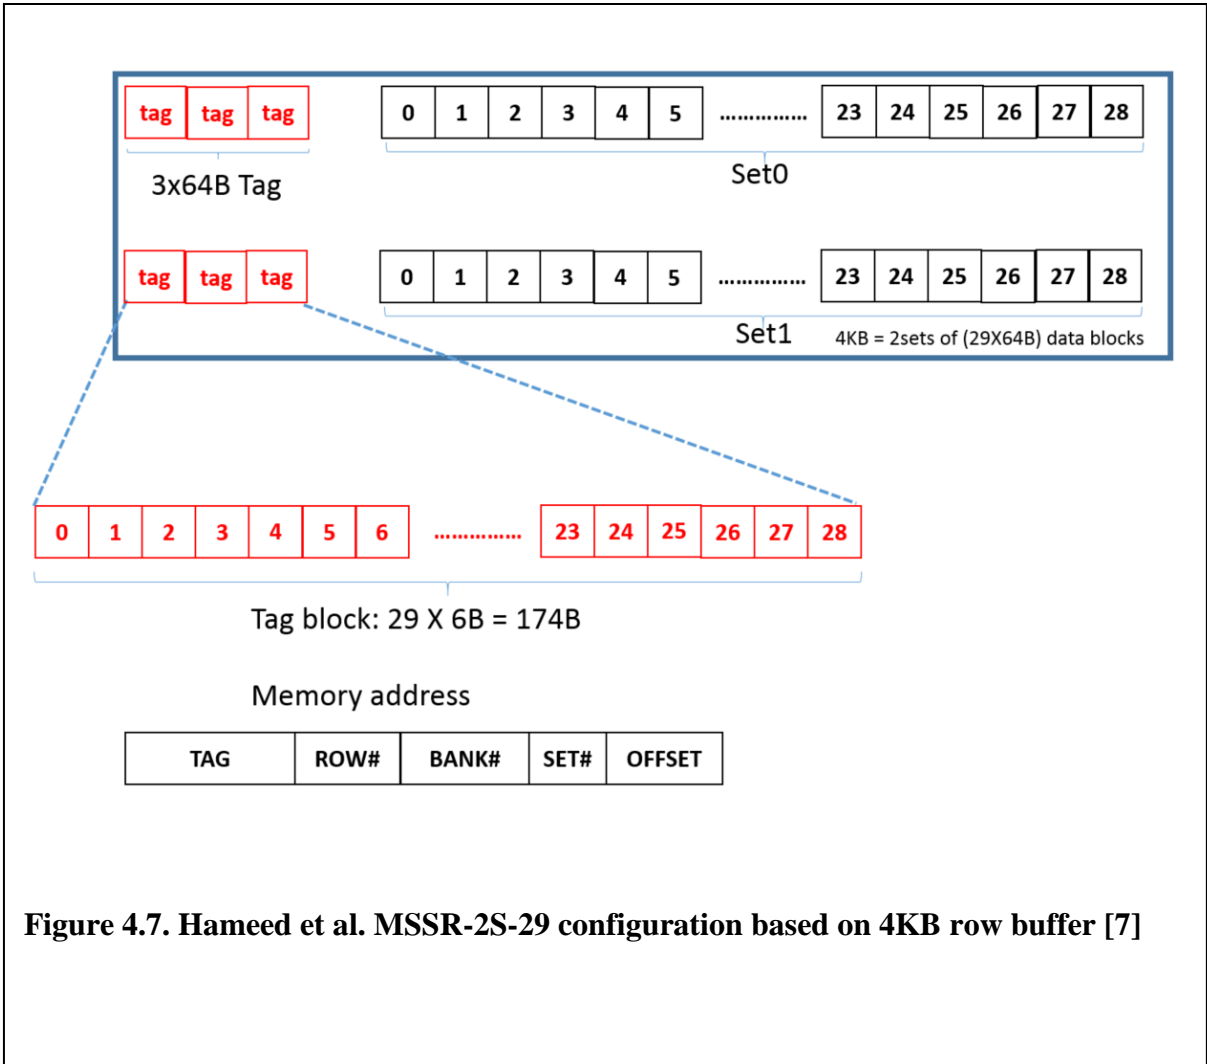 tag tag tag 0 1 2 3 4 5 ............... 23 24 25 26 27 28
3x64B Tag Set0
tag tag tag 0 1 2 3 4 5 ............... 23 24 25 26 27 28
Set1 4KB = 2sets of (29X64B) data blocks
0 1 2 3 4 5 6 ............... 23 24 25 26 27 28
Tag block: 29 X 6B = 174B
Memory address
TAG ROW# BANK# SET# OFFSET
Figure 4.7. Hameed et al. MSSR-2S-29 configuration based on 4KB row buffer [7]